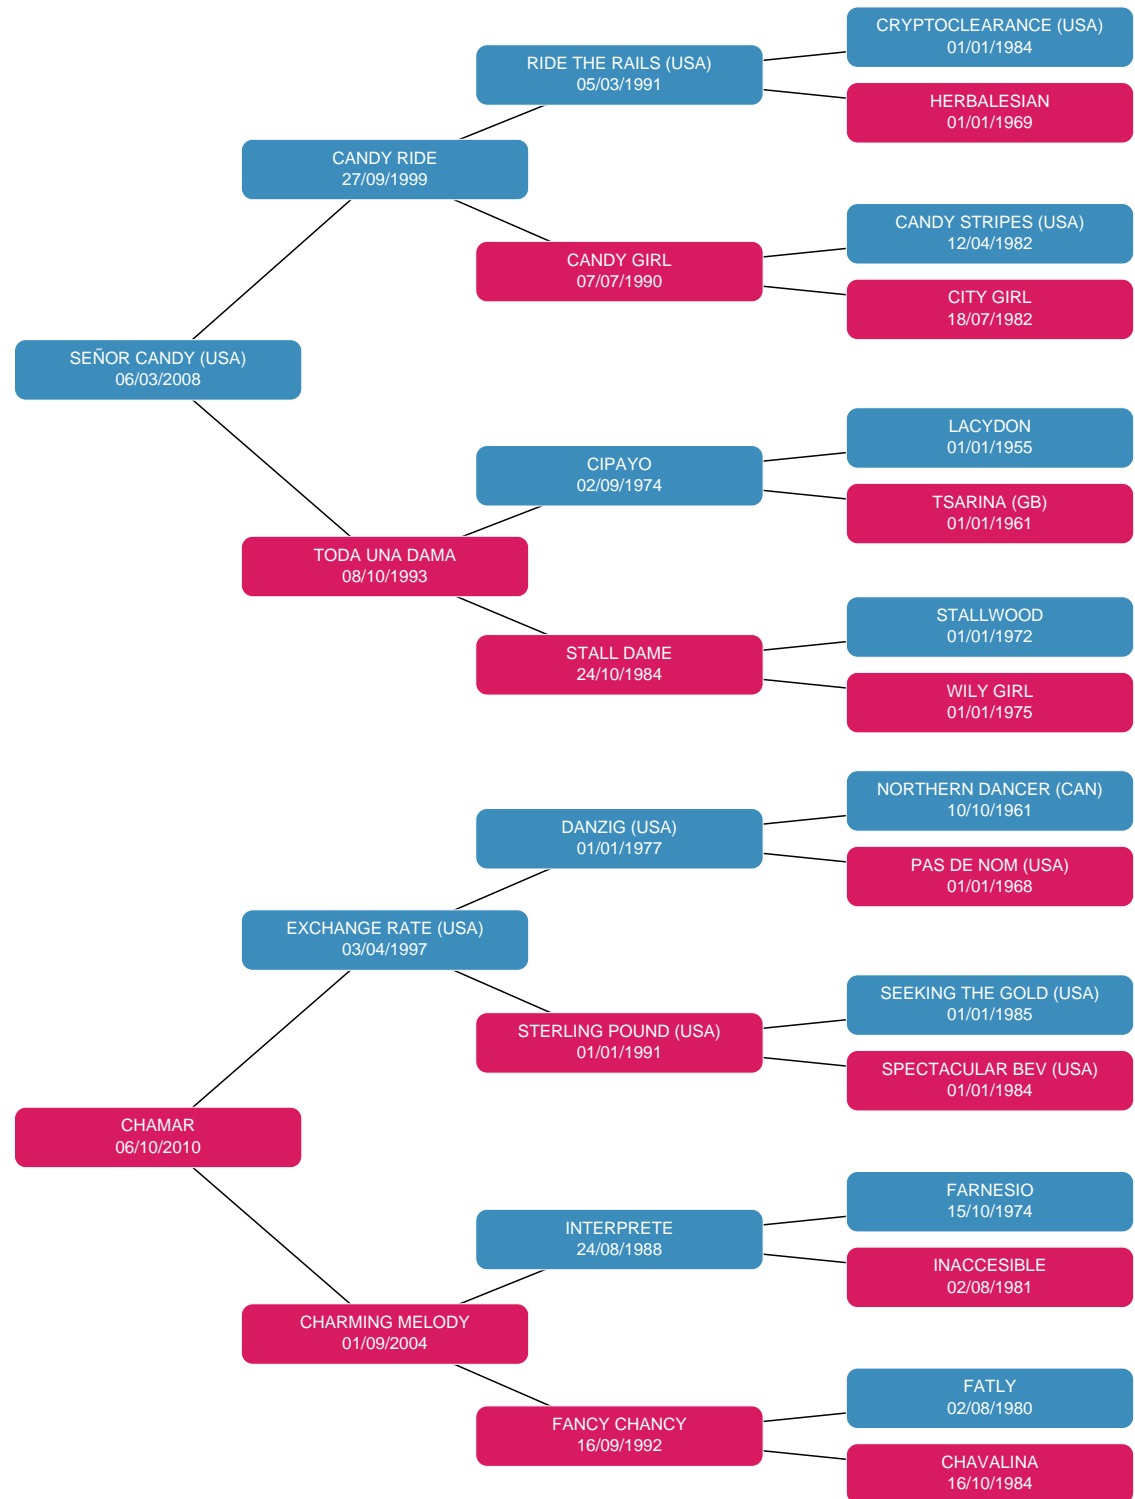 CRYPTOCLEARANCE (USA)
01/01/1984
RIDE THE RAILS (USA)
05/03/1991
HERBALESIAN
01/01/1969
CANDY RIDE
27/09/1999
CANDY STRIPES (USA)
12/04/1982
CANDY GIRL
07/07/1990
CITY GIRL
18/07/1982
SEÑOR CANDY (USA)
06/03/2008
LACYDON
01/01/1955
CIPAYO
02/09/1974
TSARINA (GB)
01/01/1961
TODA UNA DAMA
08/10/1993
STALLWOOD
01/01/1972
STALL DAME
24/10/1984
WILY GIRL
01/01/1975
NORTHERN DANCER (CAN)
10/10/1961
DANZIG (USA)
01/01/1977
PAS DE NOM (USA)
01/01/1968
EXCHANGE RATE (USA)
03/04/1997
SEEKING THE GOLD (USA)
01/01/1985
STERLING POUND (USA)
01/01/1991
SPECTACULAR BEV (USA)
01/01/1984
CHAMAR
06/10/2010
FARNESIO
15/10/1974
INTERPRETE
24/08/1988
INACCESIBLE
02/08/1981
CHARMING MELODY
01/09/2004
FATLY
02/08/1980
FANCY CHANCY
16/09/1992
CHAVALINA
16/10/1984